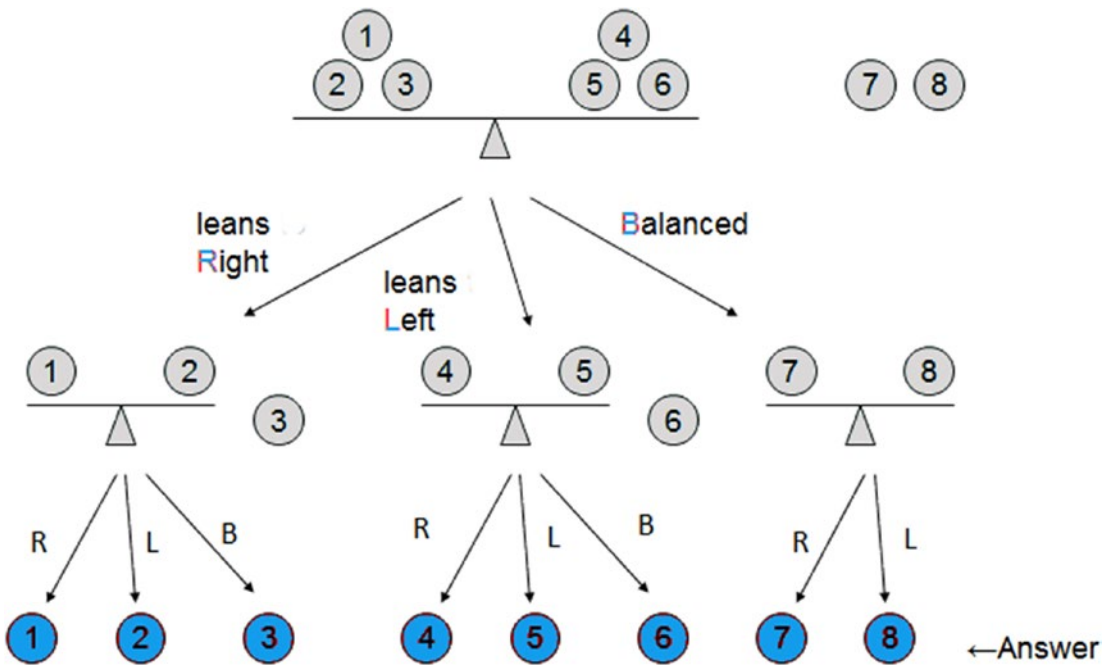 1 4
2 3 5 6 7 8
leans Balanced
Right
leans
Left
1 2 4 5 7 8
3 6
R L B R L B R L
1 2 3 4 5 6 7 8 ←Answer